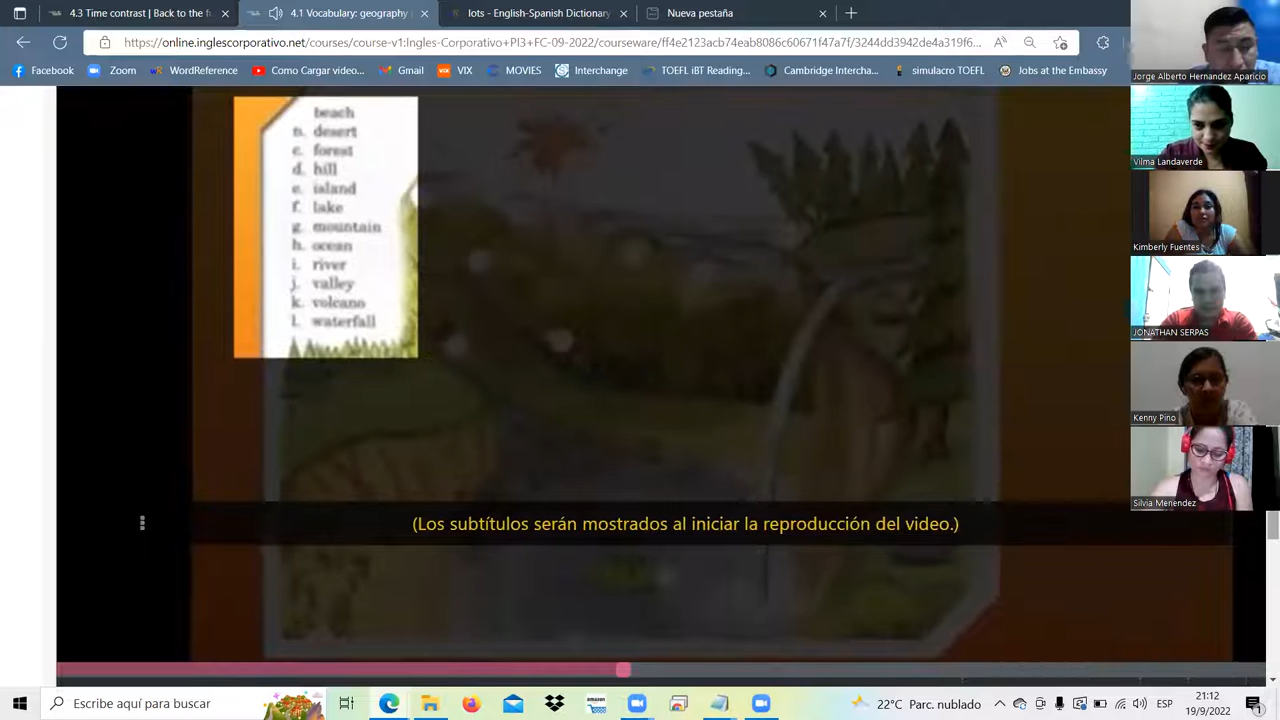 4.3 Time contrast | Back to the f
4.1 Vocabulary: geography
lots - English-Spanish Dictionary
Nueva pestaña
https://online.inglescorporativo.net/courses/course-v1:Ingles-Corporativo+PI3+FC-09-2022/courseware/ff4e2123acb74eab8086c60671f47a7f/3244dd3942de4a319f6...
Facebook
Zoom
WordReference
Como Cargar vídeo...
Gmail
VIX
MOVIES
Interchange
TOEFL iBT Reading...
Cambridge Intercha...
simulacro TOEFL
Jobs at the Embassy
beach
desert
c. forest
d. hill
e. island
f. lake
g. mountain
h. ocean
i. river
j. valley
k. volcano
l. waterfall
(Los subtítulos serán mostrados al iniciar la reproducción del video.)
Jorge Alberto Hernandez Aparicio
Vilma Landaverde
Kimberly Fuentes
JONATHAN SERPAS
Kenny Pino
Silvia Menendez
Escribe aquí para buscar
22°C Parc. nublado
ESP
21:12
19/9/2022
1